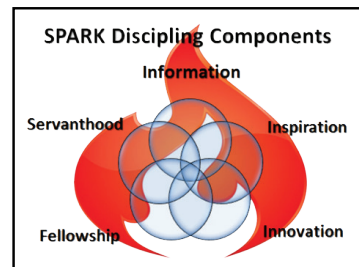 SPARK Discipling Components
Information
Servanthood
Inspiration
Fellowship
Innovation